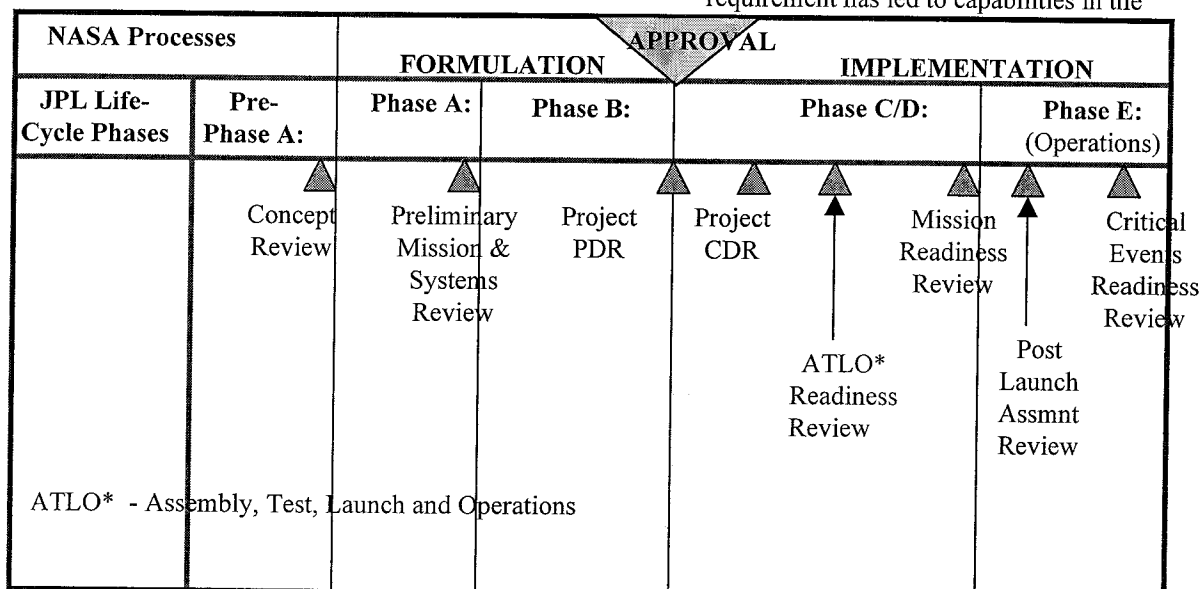 requirement has led to capabilities in the
NASA Processes
APPROVAL
FORMULATION
IMPLEMENTATION
JPL Life-
Cycle Phases
Pre-
Phase A:
Phase A:
Phase B:
Phase C/D:
Phase E:
(Operations)
Concept
Review
Preliminary
Mission &
Systems
Review
Project
PDR
Project
CDR
ATLO*
Readiness
Review
Mission
Readiness
Review
Post
Launch
Assmnt
Review
Critical
Events
Readiness
Review
ATLO* - Assembly, Test, Launch and Operations